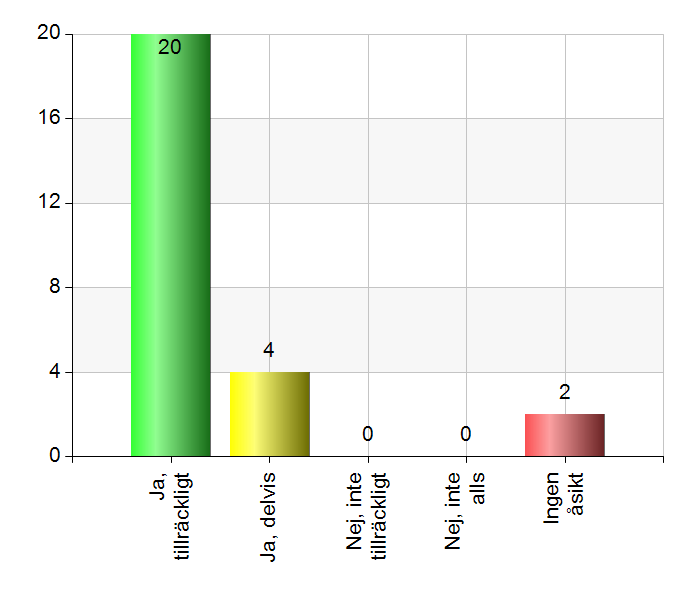 20
16
12
8
4
0
20
4
0
0
2
Ja,
tillräckligt
Ja, delvis
Nej, inte
tillräckligt
Nej, inte
alls
Ingen
åsikt